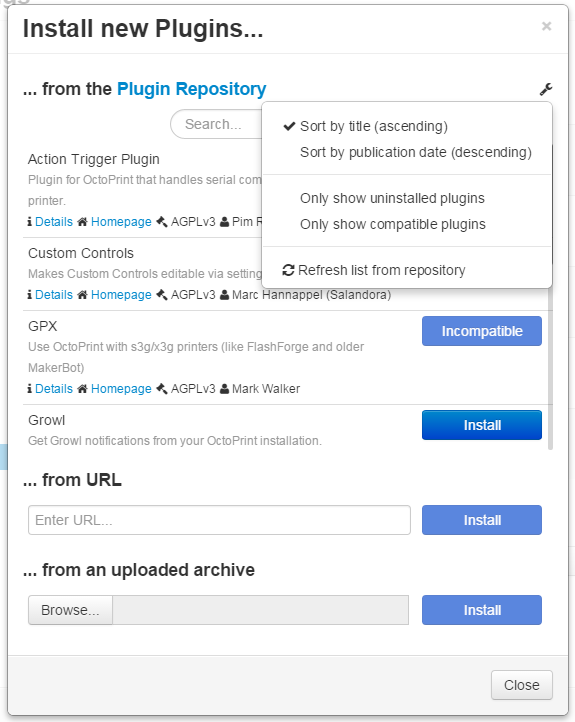 Install new Plugins...
×
... from the Plugin Repository
Search...
Sort by title (ascending)
Sort by publication date (descending)
Only show uninstalled plugins
Only show compatible plugins
Refresh list from repository
Action Trigger Plugin
Plugin for OctoPrint that handles serial
printer.
Details Homepage AGPLv3 Pim
Custom Controls
Makes Custom Controls editable via
Details Homepage AGPLv3 Marc Hannappel (Salandora)
GPX
Incompatible
Use OctoPrint with s3g/x3g printers (like FlashForge and older
MakerBot)
Details Homepage AGPLv3 Mark Walker
Growl
Install
Get Growl notifications from your OctoPrint installation.
... from URL
Enter URL...
Install
... from an uploaded archive
Browse...
Install
Close